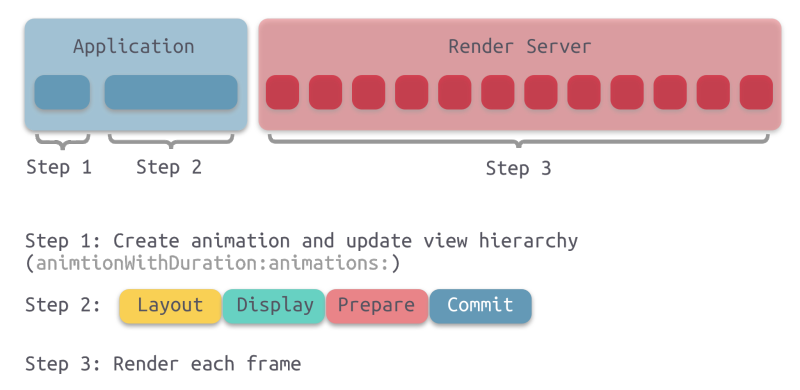 Application
Render Server
Step 1
Step 2
Step 3
Step 1: Create animation and update view hierarchy
(animtionWithDuration:animations:)
Step 2: Layout Display Prepare Commit
Step 3: Render each frame